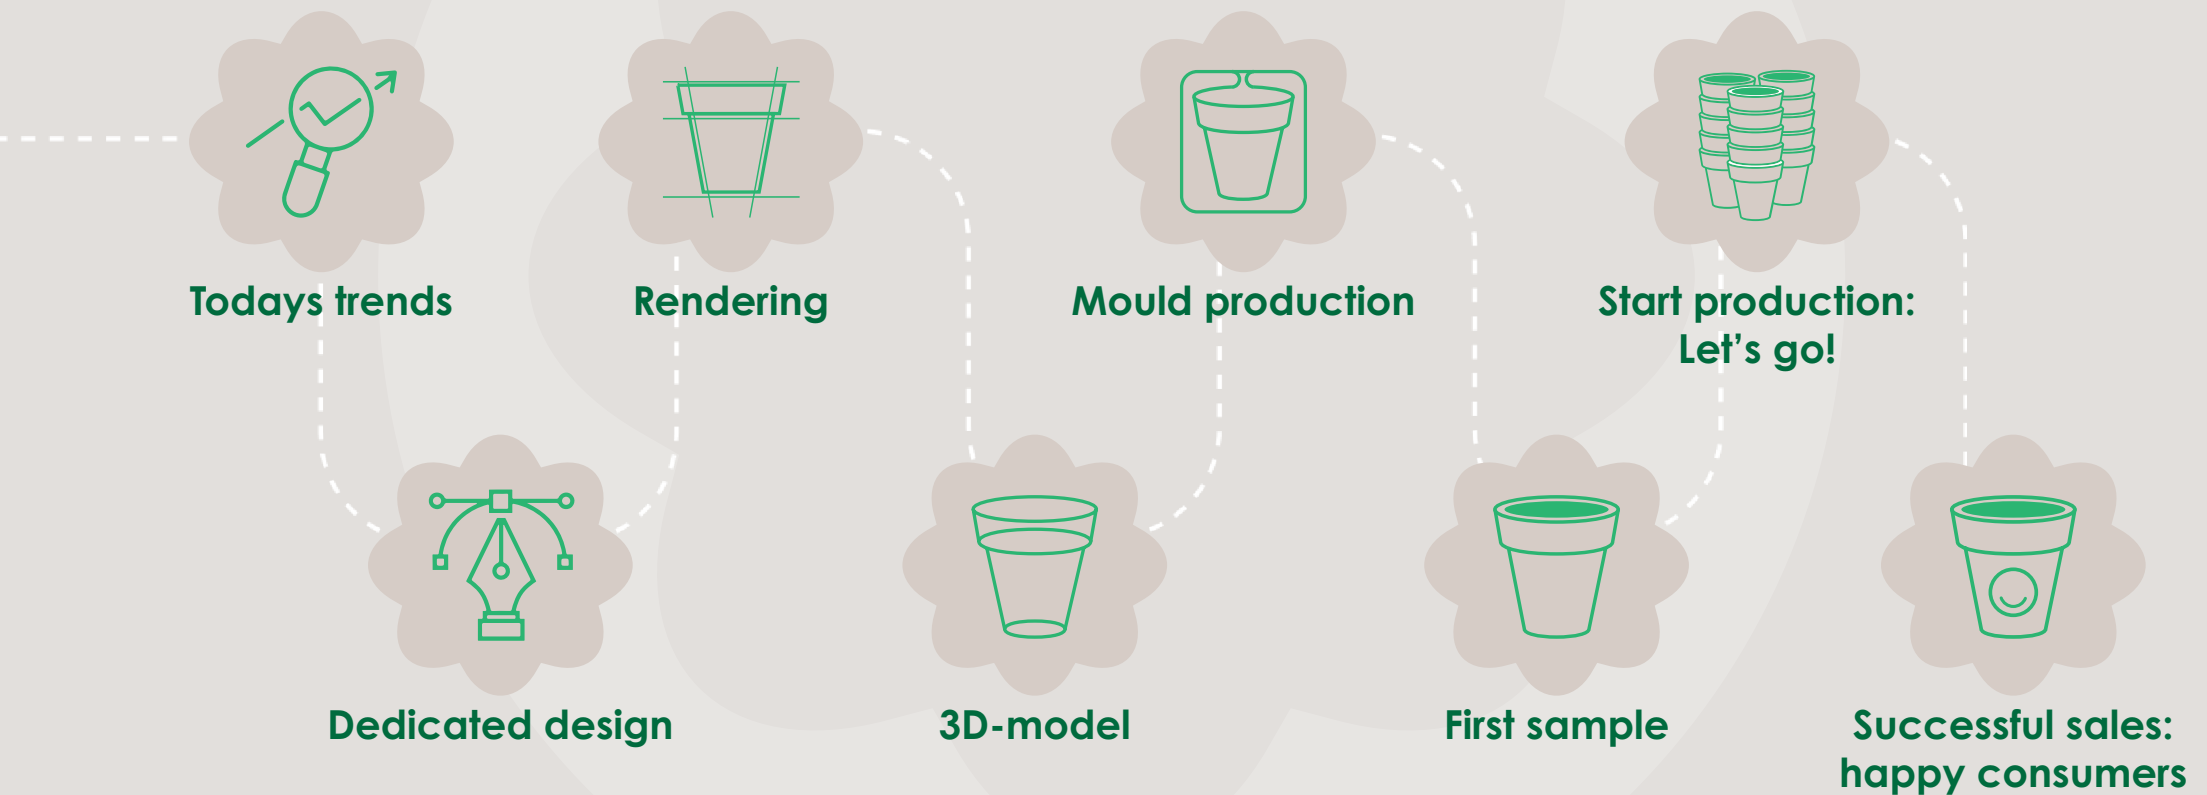 Todays trends
Rendering
Mould production
Start production:
Let's go!
Dedicated design
3D-model
First sample
Successful sales:
happy consumers